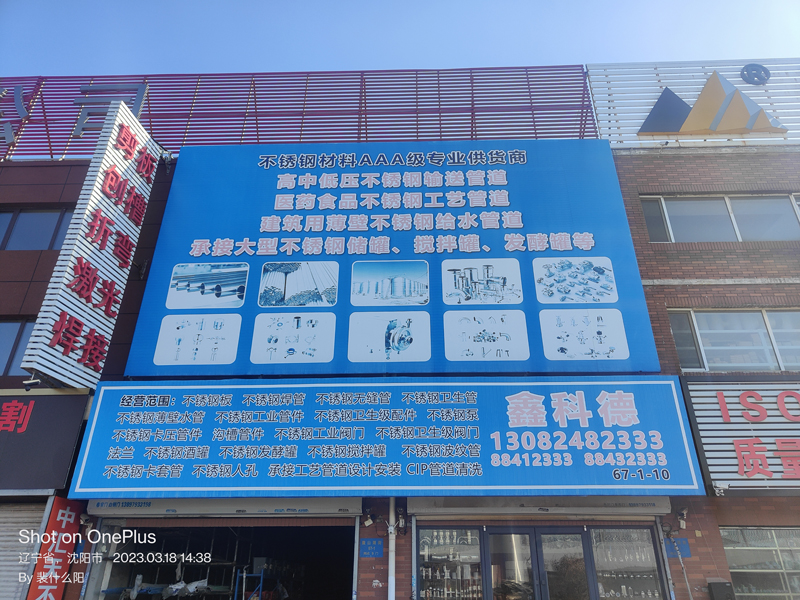 司
剪板
刨槽
折弯
激光
焊接
不锈钢材料AAA级专业供货商
高中低压不锈钢输送管道
医药食品不锈钢工艺管道
建筑用薄壁不锈钢给水管道
承接大型不锈钢储罐、搅拌罐、发酵罐等
经营范围：不锈钢板 不锈钢焊管 不锈钢无缝管 不锈钢卫生管
不锈钢薄壁水管 不锈钢工业管件 不锈钢卫生级配件 不锈钢泵
不锈钢卡压管件 沟槽管件 不锈钢工业阀门 不锈钢卫生级阀门
法兰 不锈钢酒罐 不锈钢发酵罐 不锈钢搅拌罐 不锈钢波纹管
不锈钢卡套管 不锈钢人孔 承接工艺管道设计安装 CIP管道清洗
鑫科德
13082482333
88412333 88432333
67-1-10
割
ISO
质量
Shot on OnePlus
辽宁省，沈阳市 2023.03.18 14:38
By 裴什么阳